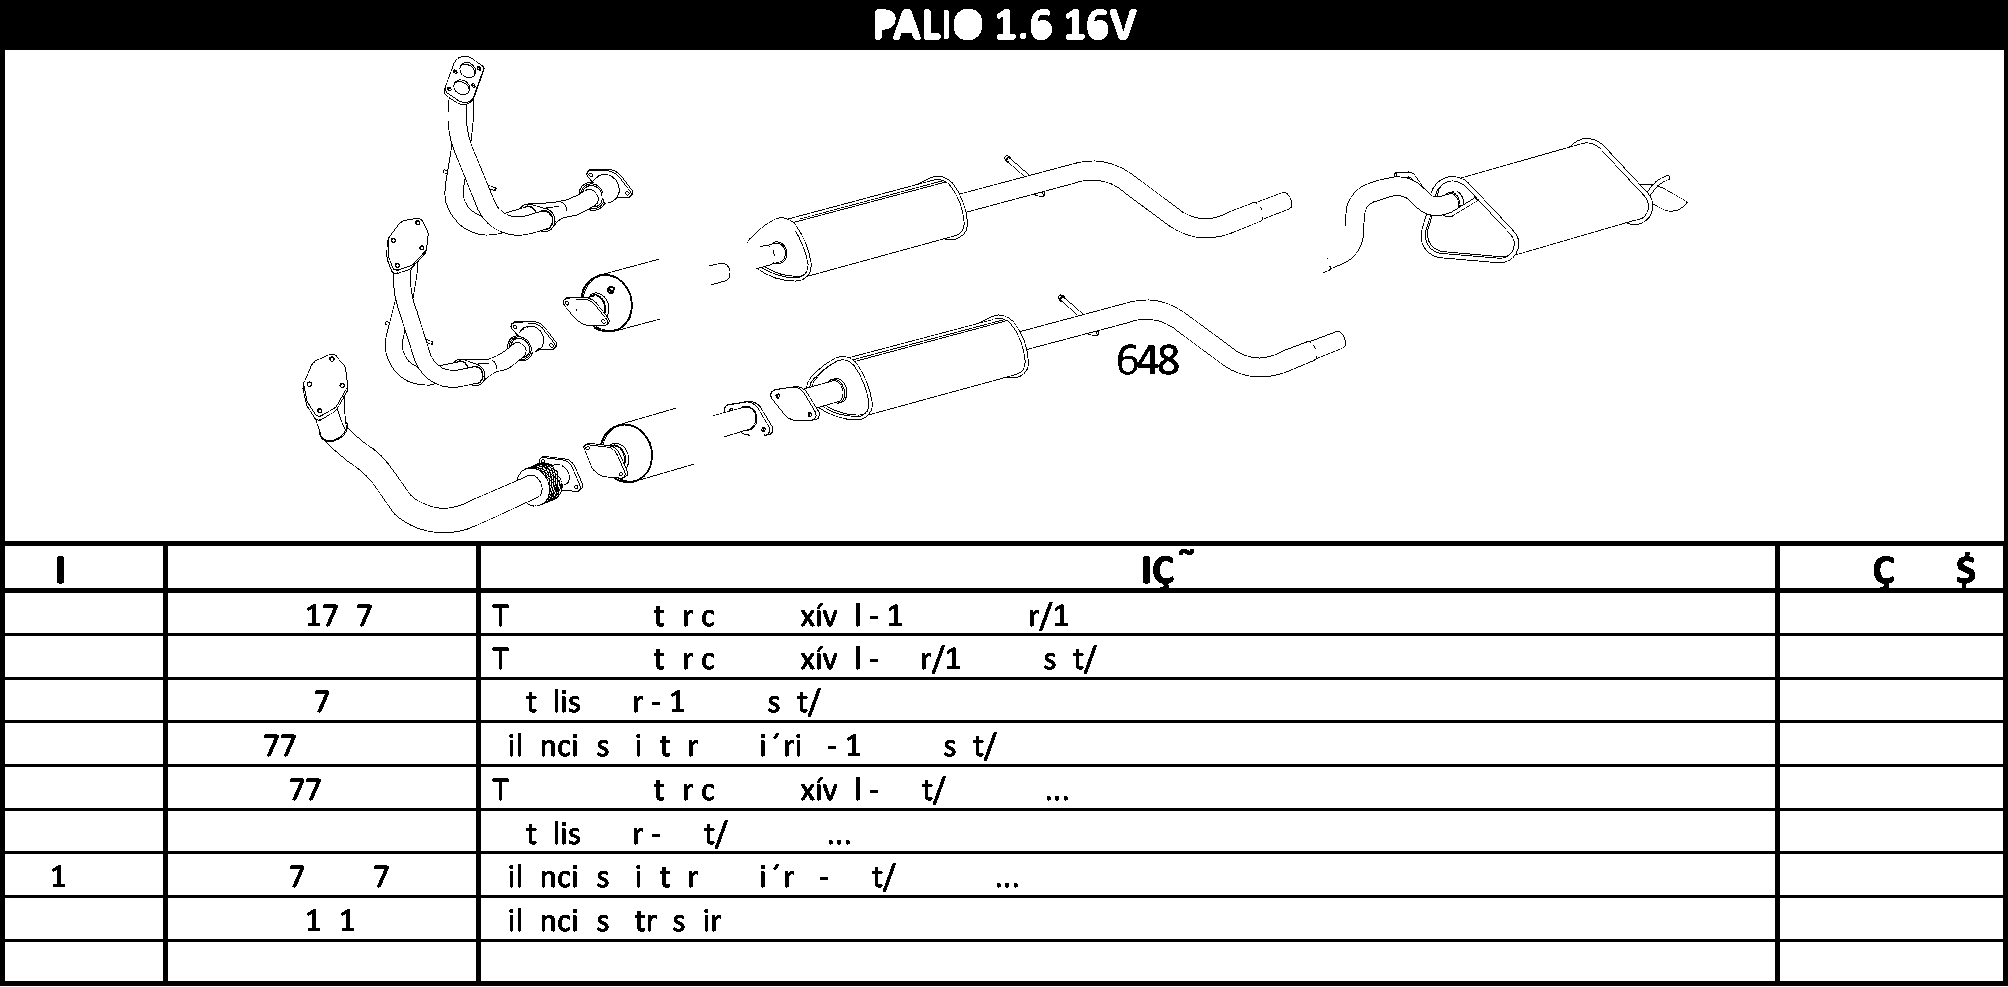 PALIO 1.6 16V
648
I IÇ˜ Ç $
17 7 T t r c xív l - 1 r/1
T t r c xív l - r/1 s t/
7 t lis r - 1 s t/
77 il nci s i t r i´ri - 1 s t/
77 T t r c xív l - t/ ...
t lis r - t/ ...
1 7 7 il nci s i t r i´r - t/ ...
1 1 il nci s tr s ir